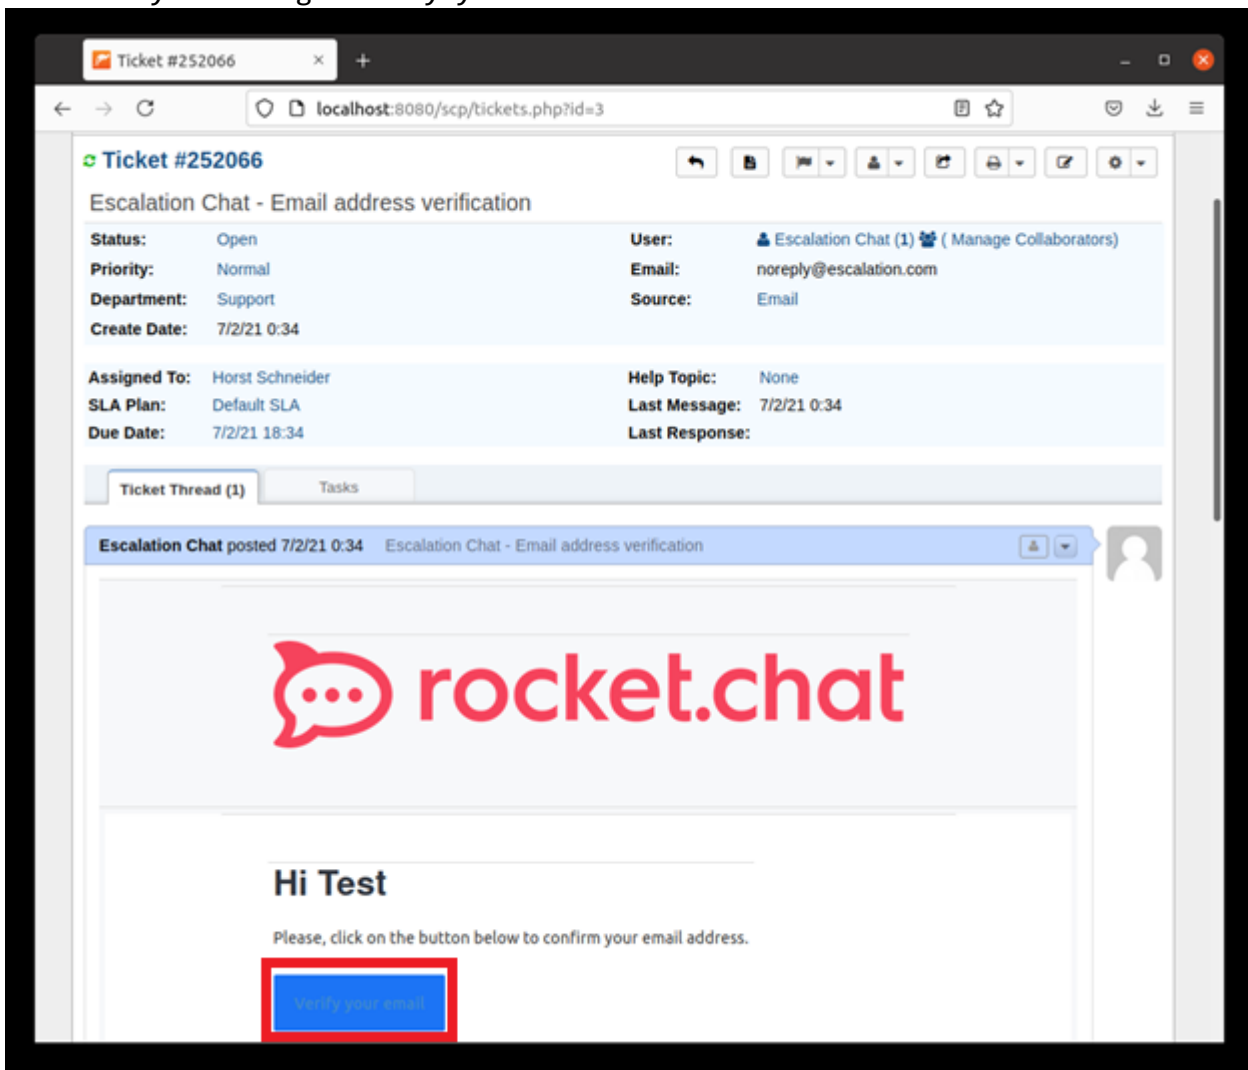 Ticket #252066
localhost:8080/scp/tickets.php?id=3
Ticket #252066
Escalation Chat - Email address verification
Status: Open User: Escalation Chat (1) ( Manage Collaborators)
Priority: Normal Email: noreply@escalation.com
Department: Support Source: Email
Create Date: 7/2/21 0:34
Assigned To: Horst Schneider Help Topic: None
SLA Plan: Default SLA Last Message: 7/2/21 0:34
Due Date: 7/2/21 18:34 Last Response:
Ticket Thread (1) Tasks
Escalation Chat posted 7/2/21 0:34 Escalation Chat - Email address verification
rocket.chat
Hi Test
Please, click on the button below to confirm your email address.
Verify your email